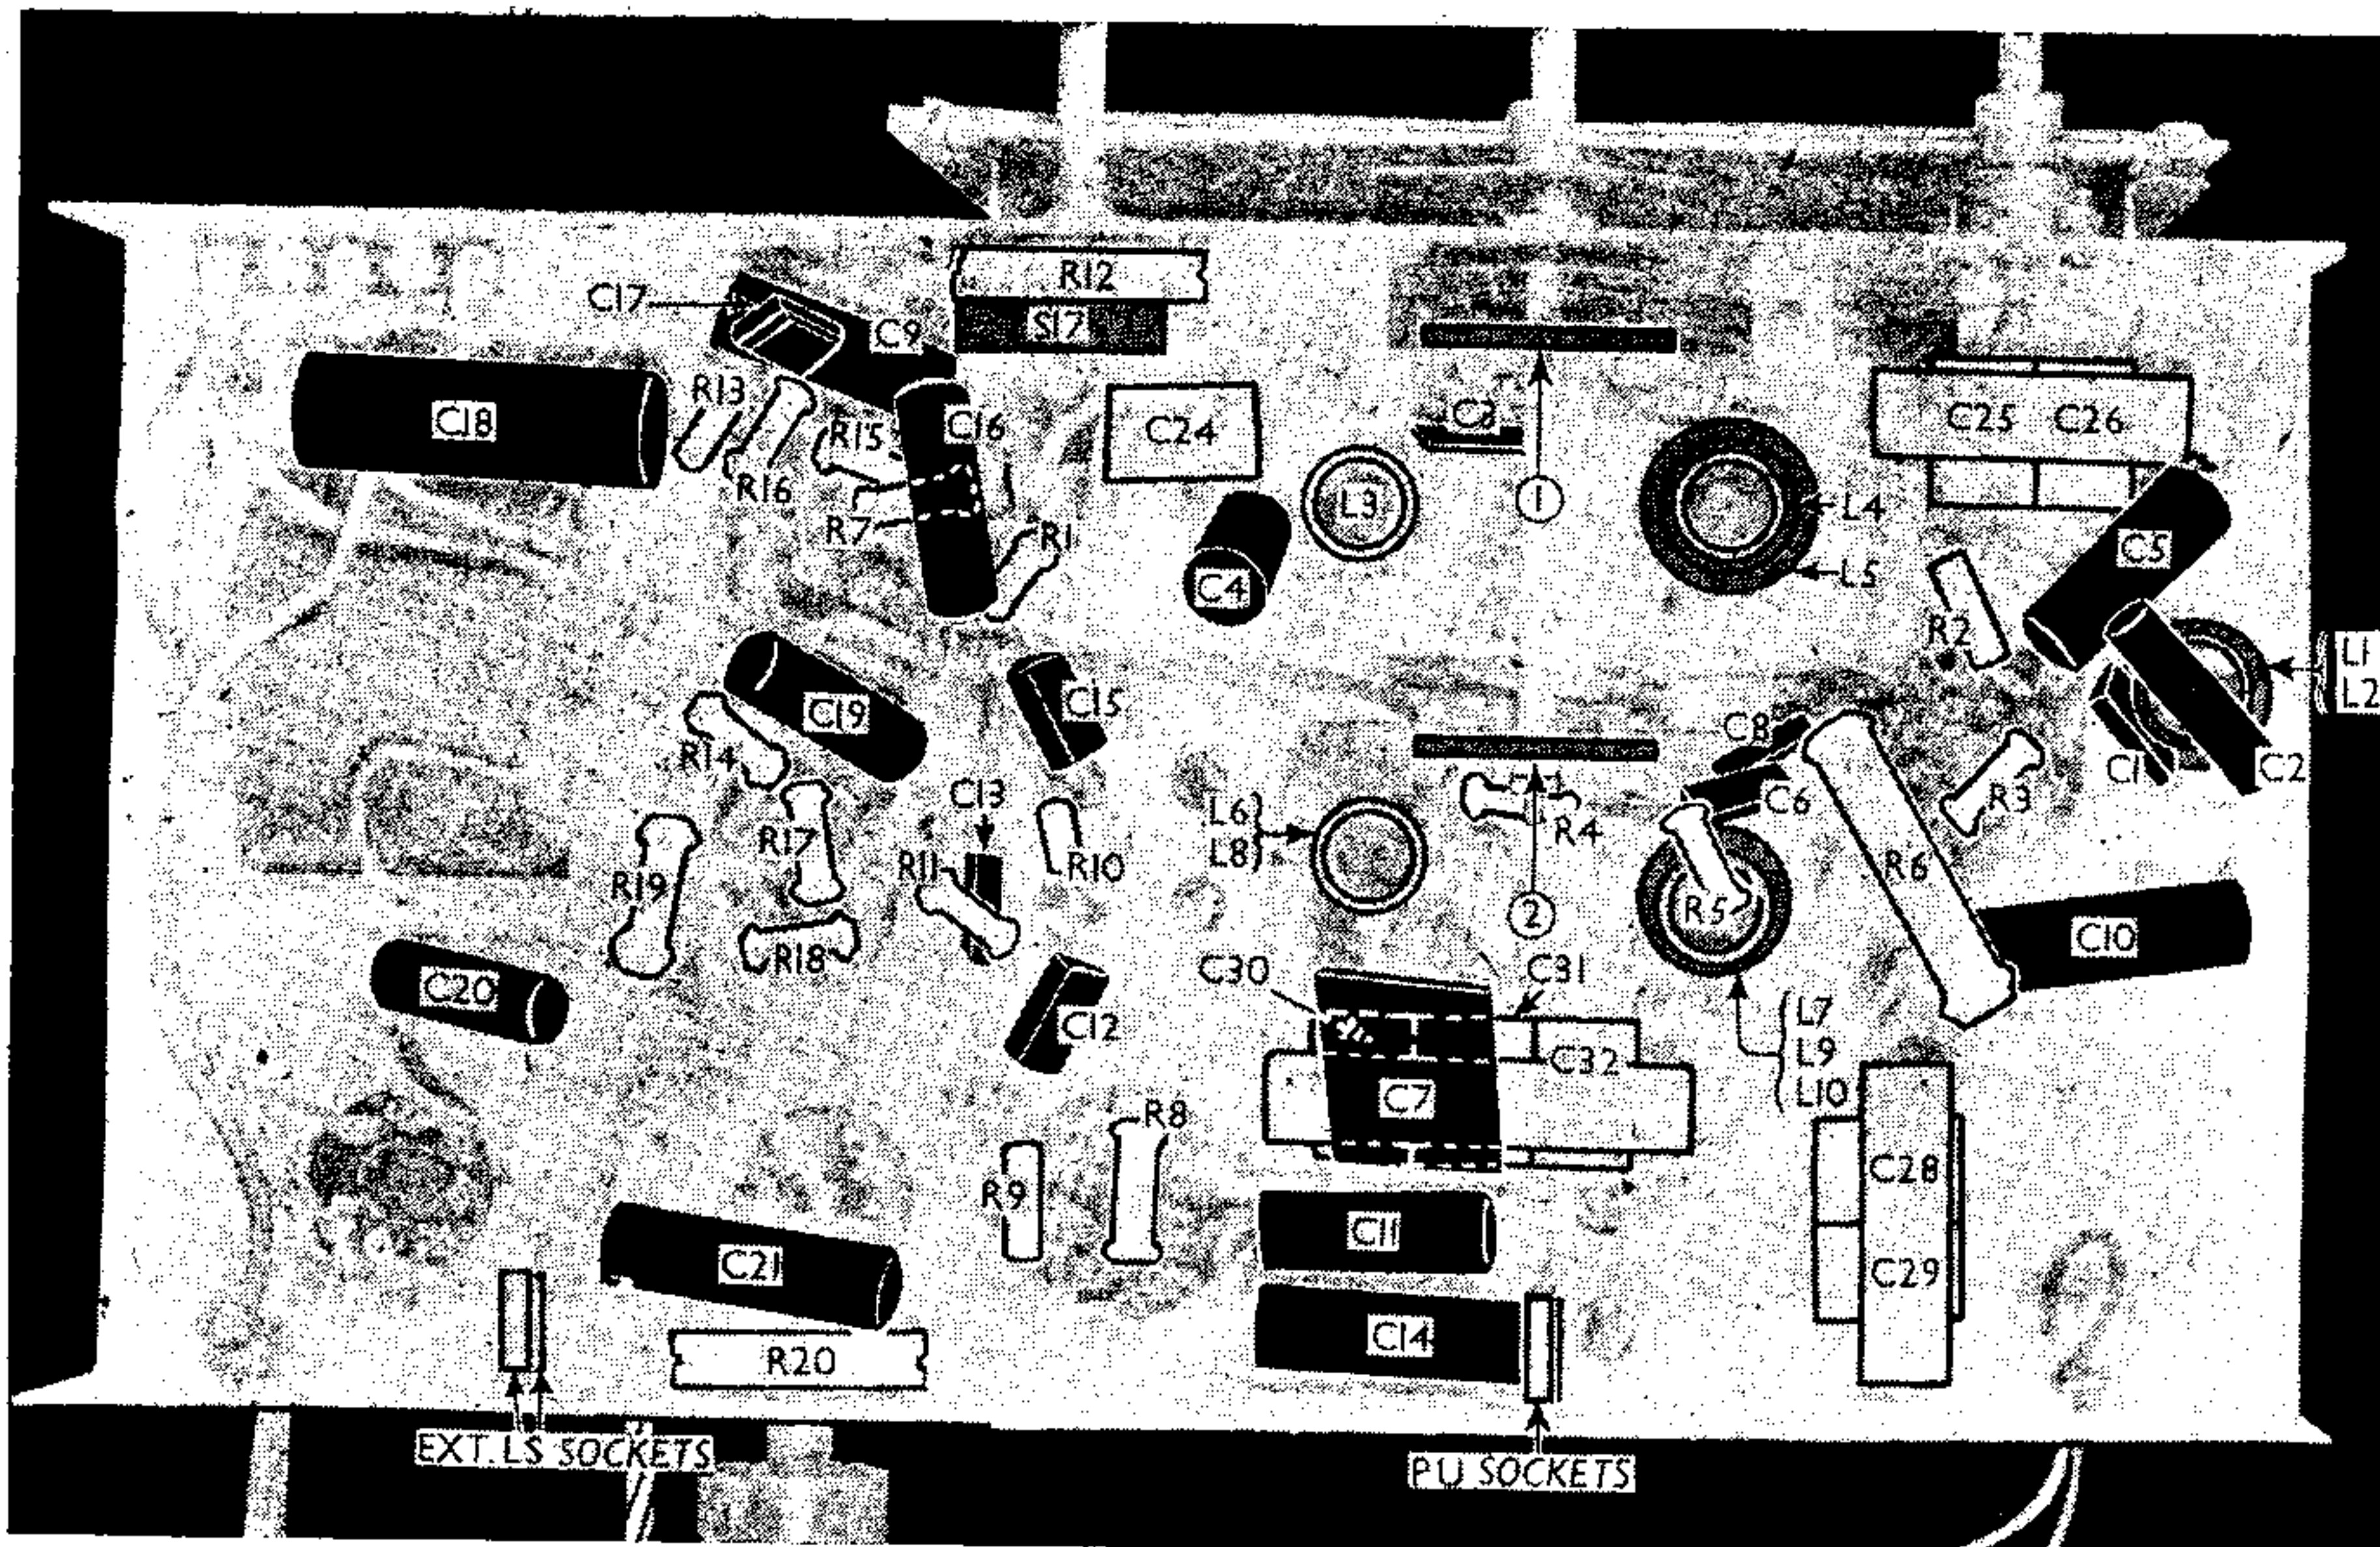 R12
C17
S17
C9
R13
C18
C16
C3
C24
C25 C26
R15
R16
L3
1
L4
R7
R1
C5
L5
C4
R2
L1
L2
C15
C19
C8
R14
C1
C2
C13
C6
R3
L6
L8
R4
R17
R11
R10
R19
R6
R5
2
C10
R18
C30
C31
C20
L7
C12
L9
C32
L10
C7
R8
C28
R9
C11
C21
C29
C14
R20
EXT. LS SOCKETS
PU SOCKETS